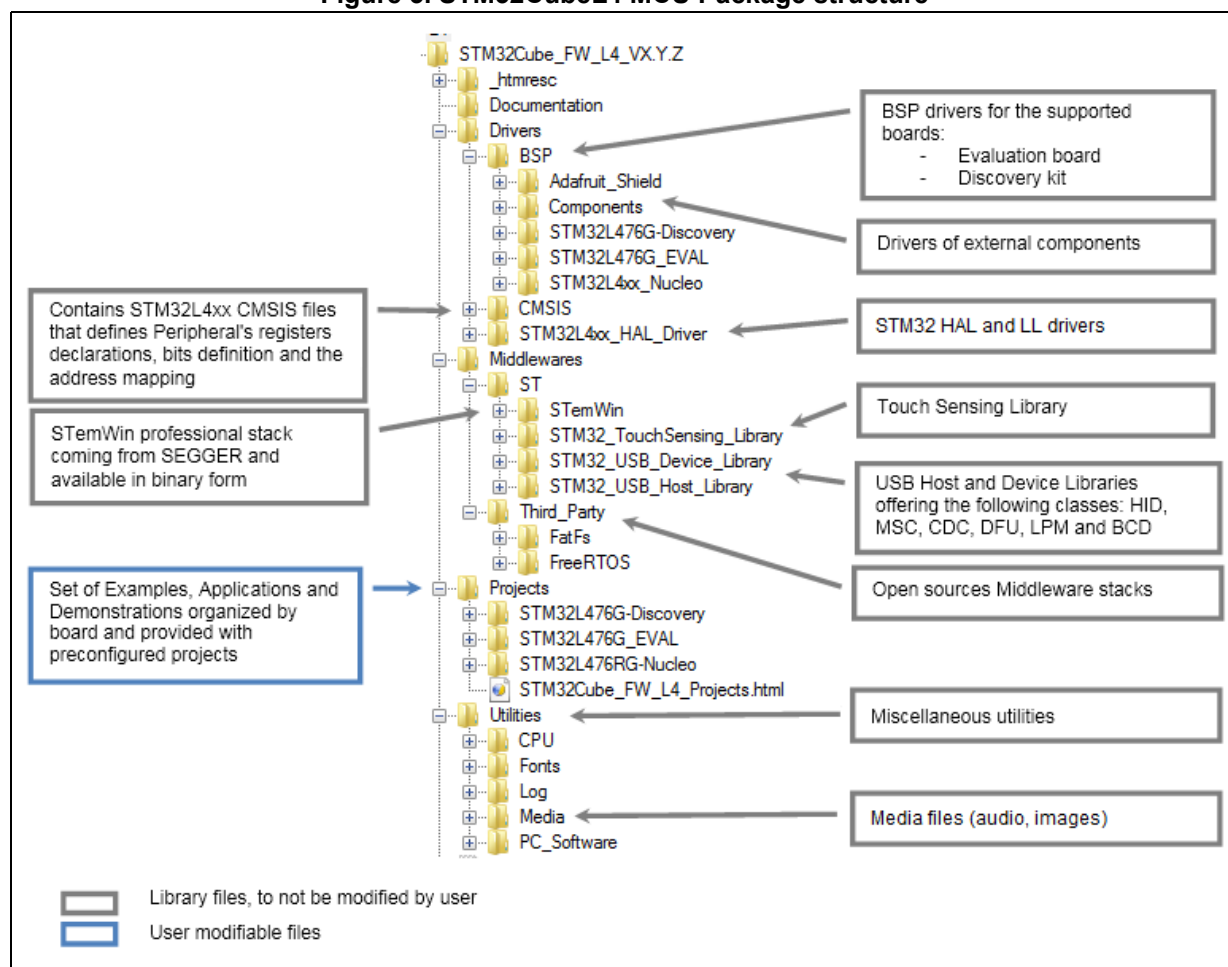 STM32Cube_FW_L4_VX.Y.Z
_htmresc
Documentation
Drivers
BSP
Adafruit_Shield
Components
STM32L476G-Discovery
STM32L476G_EVAL
STM32L4xx_Nucleo
CMSIS
STM32L4xx_HAL_Driver
Middlewares
ST
STemWin
STM32_TouchSensing_Library
STM32_USB_Device_Library
STM32_USB_Host_Library
Third_Party
FatFs
FreeRTOS
Projects
STM32L476G-Discovery
STM32L476G_EVAL
STM32L476RG-Nucleo
STM32Cube_FW_L4_Projects.html
Utilities
CPU
Fonts
Log
Media
PC_Software
Contains STM32L4xx CMSIS files
that defines Peripheral's registers
declarations, bits definition and the
address mapping
STemWin professional stack
coming from SEGGER and
available in binary form
Set of Examples, Applications and
Demonstrations organized by
board and provided with
preconfigured projects
BSP drivers for the supported
boards:
- Evaluation board
- Discovery kit
Drivers of external components
STM32 HAL and LL drivers
Touch Sensing Library
USB Host and Device Libraries
offering the following classes: HID,
MSC, CDC, DFU, LPM and BCD
Open sources Middleware stacks
Miscellaneous utilities
Media files (audio, images)
Library files, to not be modified by user
User modifiable files